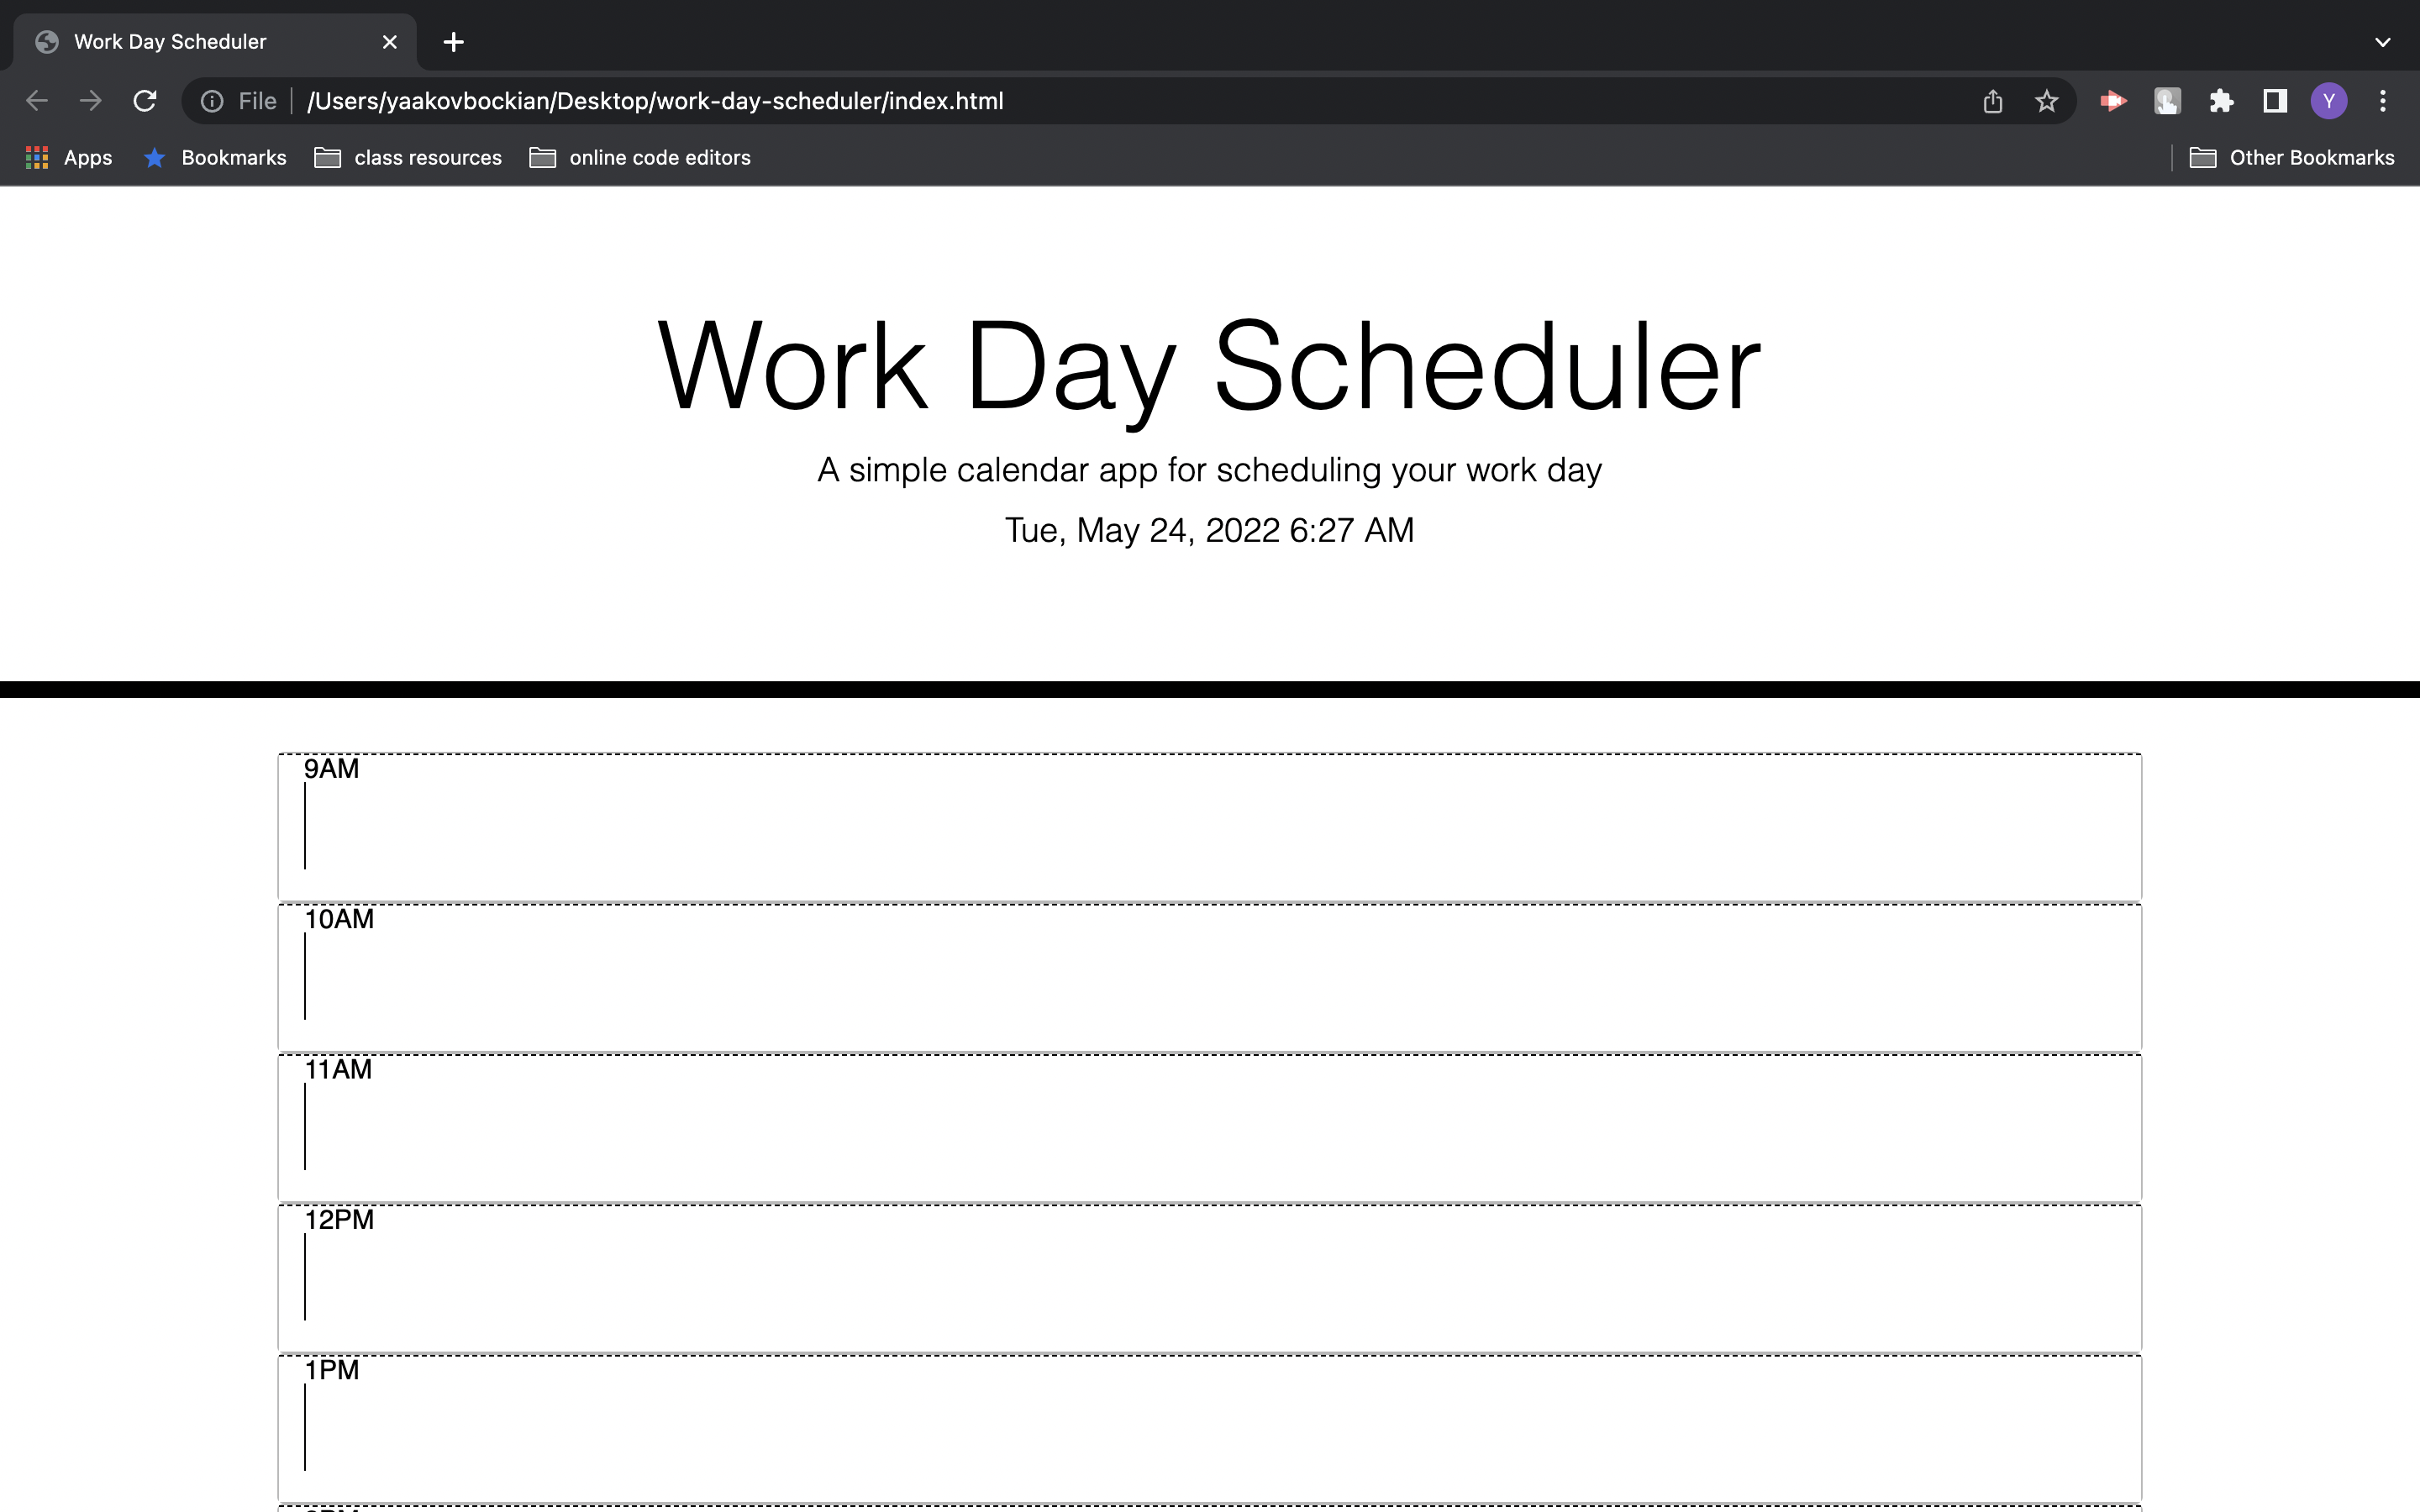 Work Day Scheduler
File /Users/yaakovbockian/Desktop/work-day-scheduler/index.html
Y
Apps Bookmarks class resources online code editors Other Bookmarks
Work Day Scheduler
A simple calendar app for scheduling your work day
Tue, May 24, 2022 6:27 AM
9AM
10AM
11AM
12PM
1PM